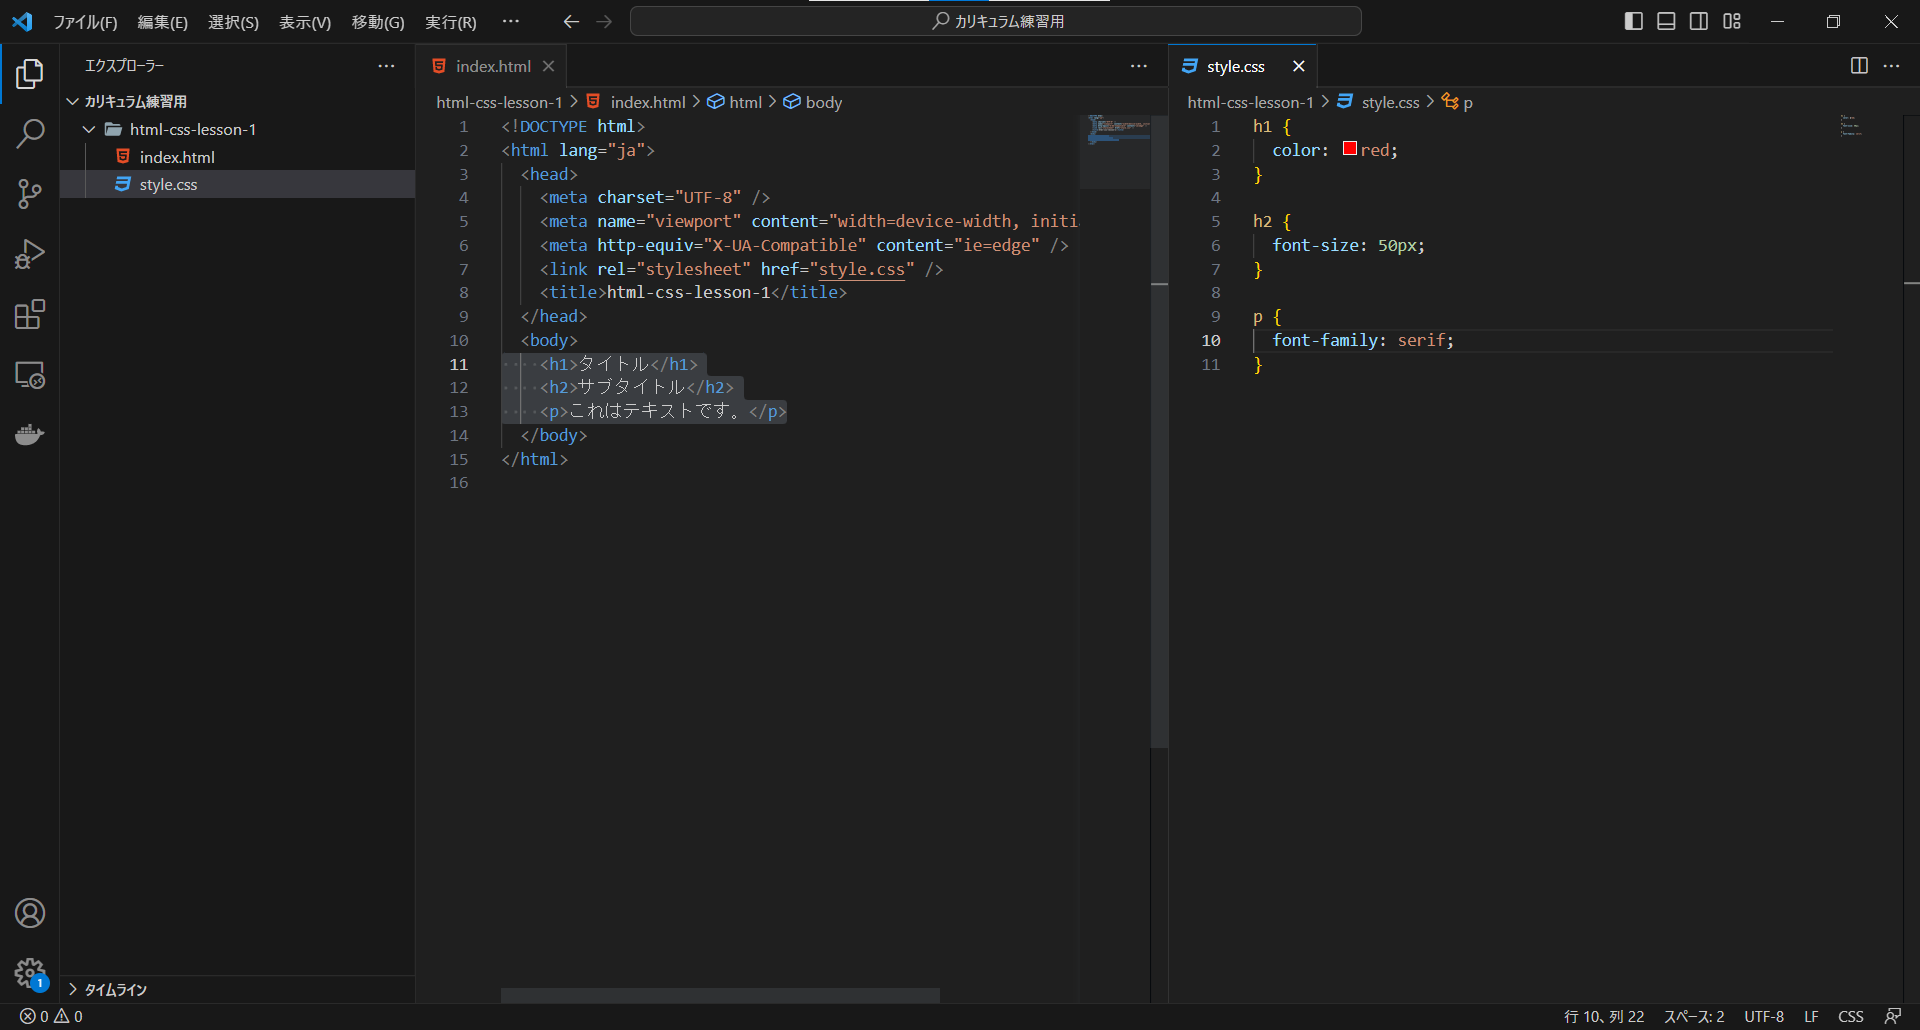 ファイル(F) 編集(E) 選択(S) 表示(V) 移動(G) 実行(R) ··· カリキュラム練習用
エクスプローラー ···
カリキュラム練習用
html-css-lesson-1
index.html
style.css
タイムライン
index.html ···
html-css-lesson-1 > index.html > html > body
1 <!DOCTYPE html>
2 <html lang="ja">
3 <head>
4 <meta charset="UTF-8" />
5 <meta name="viewport" content="width=device-width, initi
6 <meta http-equiv="X-UA-Compatible" content="ie=edge" />
7 <link rel="stylesheet" href="style.css" />
8 <title>html-css-lesson-1</title>
9 </head>
10 <body>
11 <h1>タイトル</h1>
12 <h2>サブタイトル</h2>
13 <p>これはテキストです。</p>
14 </body>
15 </html>
16
style.css ···
html-css-lesson-1 > style.css > p
1 h1 {
2 color: red;
3 }
4
5 h2 {
6 font-size: 50px;
7 }
8
9 p {
10 font-family: serif;
11 }
1
0 0 行 10、列 22 スペース: 2 UTF-8 LF CSS